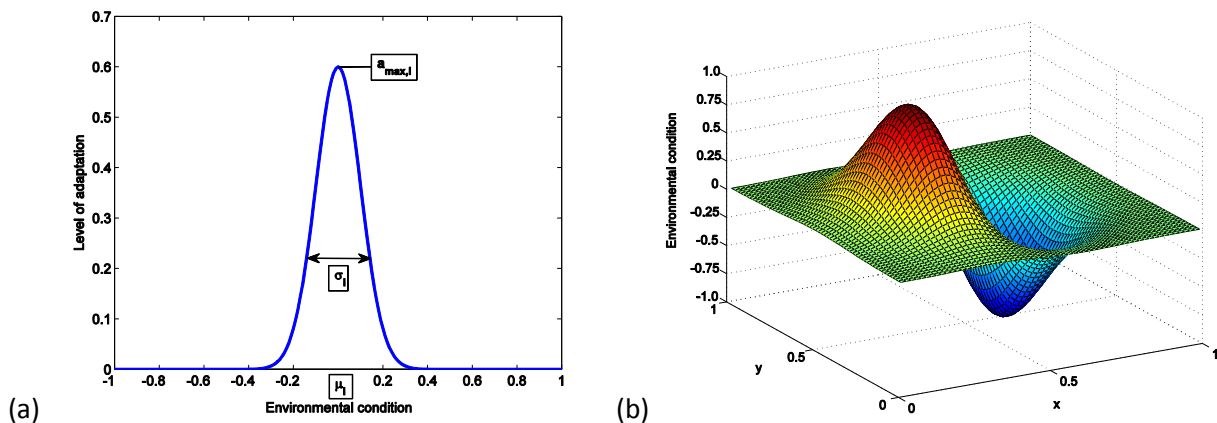 0.7
0.6
0.5
0.4
0.3
0.2
0.1
0
Level of adaptation
a_max,i
σ_i
-1 -0.8 -0.6 -0.4 -0.2 μ_i 0.2 0.4 0.6 0.8 1
Environmental condition
(a)
1.0
0.75
0.5
0.25
0
-0.25
-0.5
-0.75
-1.0
Environmental condition
1
0.5
0
y
0
0.5
1
x
(b)